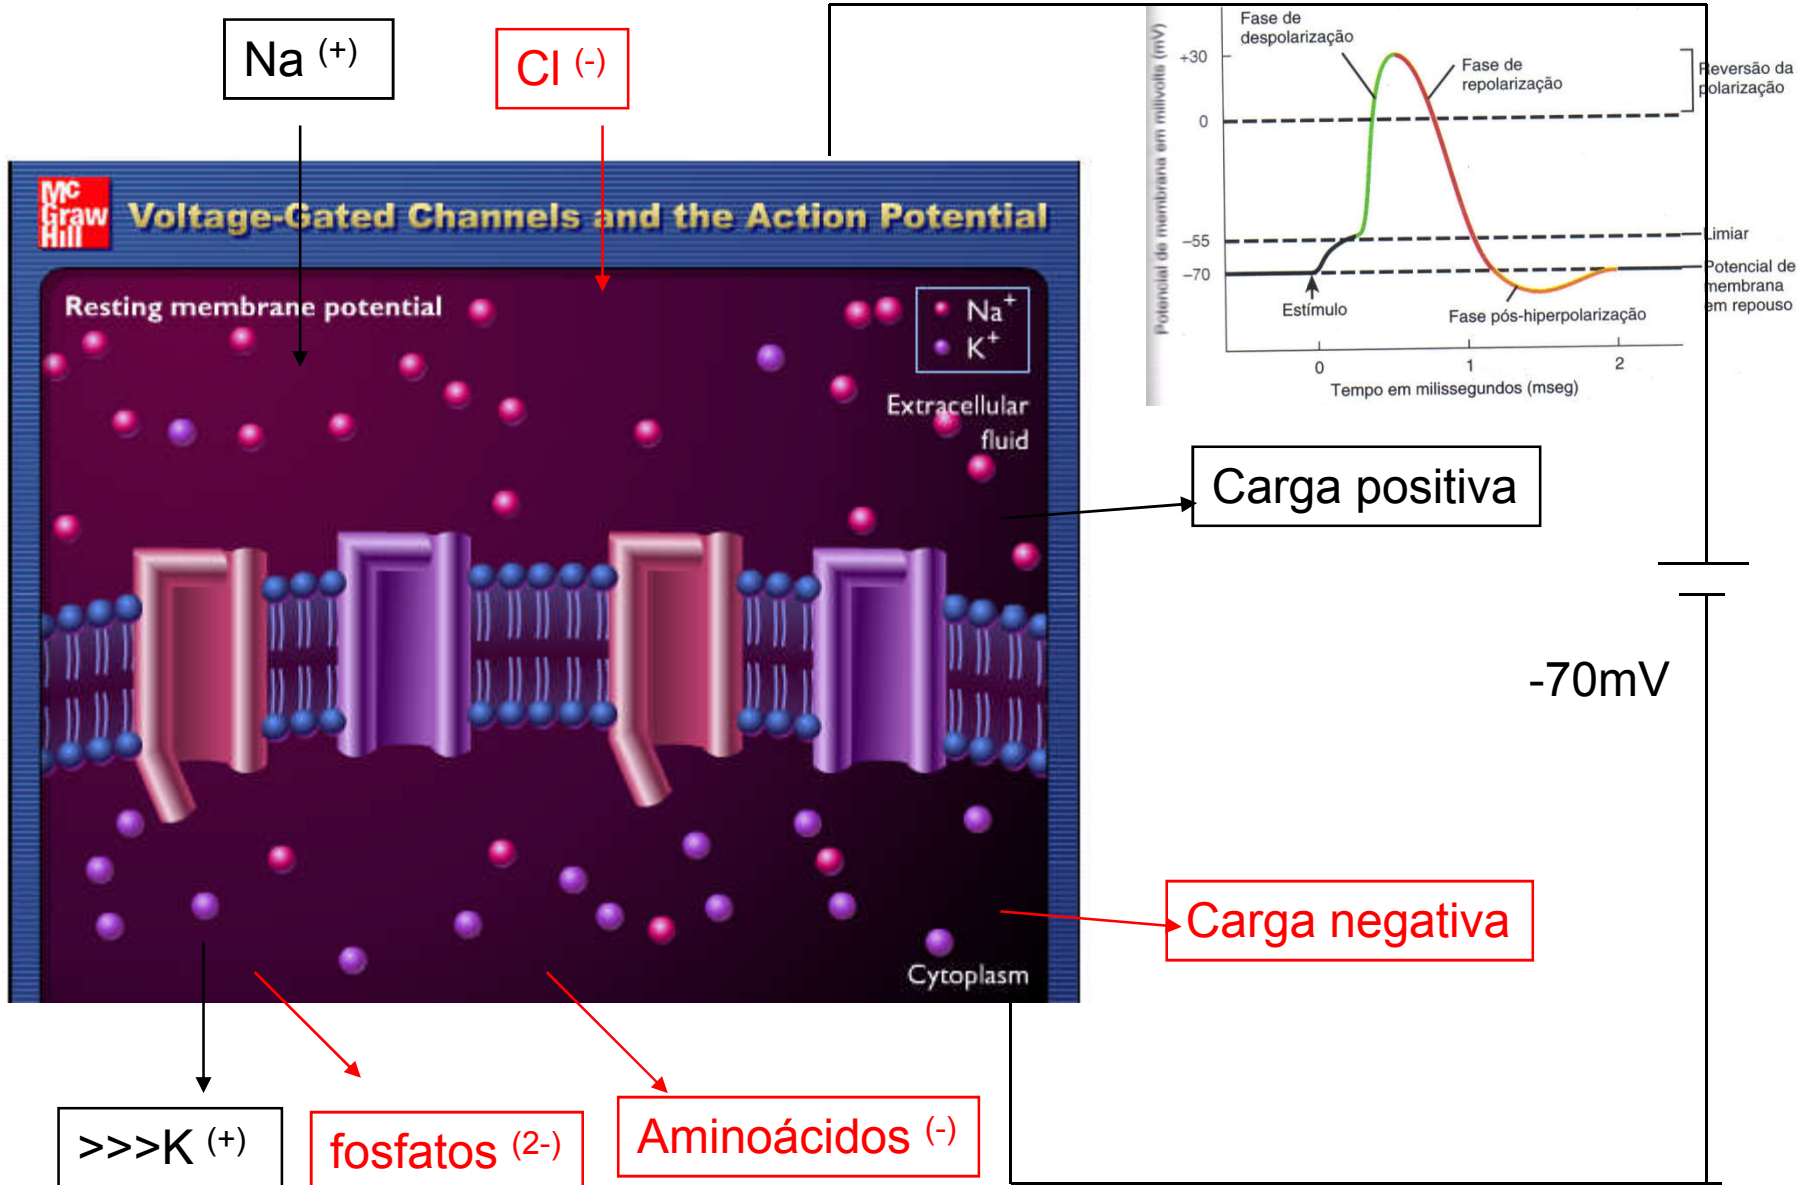 Na (+)
Cl (-)
Mc
Graw
Hill
Voltage-Gated Channels and the Action Potential
Resting membrane potential
Na+
K+
Extracellular
fluid
Cytoplasm
Potencial de membrana em milivolts (mV)
Fase de
despolarização
+30
Fase de
repolarização
Reversão da
polarização
0
-55
Limiar
-70
Potencial de
membrana
em repouso
Estímulo
Fase pós-hiperpolarização
0
1
2
Tempo em milissegundos (mseg)
Carga positiva
-70mV
Carga negativa
>>>K (+)
fosfatos (2-)
Aminoácidos (-)